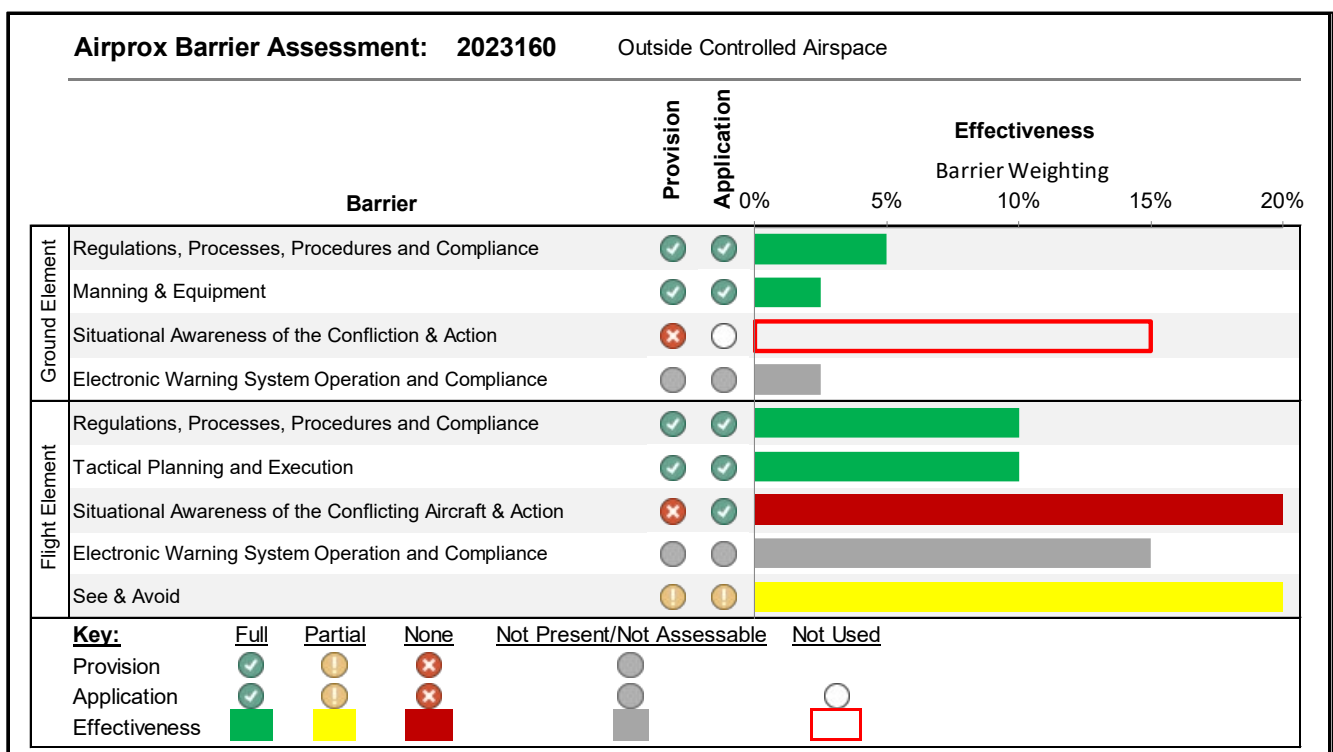 Airprox Barrier Assessment: 2023160 Outside Controlled Airspace
Provision
Application
Effectiveness
Barrier Weighting
Barrier
0% 5% 10% 15% 20%
Ground Element
Regulations, Processes, Procedures and Compliance
Manning & Equipment
Situational Awareness of the Confliction & Action
Electronic Warning System Operation and Compliance
Flight Element
Regulations, Processes, Procedures and Compliance
Tactical Planning and Execution
Situational Awareness of the Conflicting Aircraft & Action
Electronic Warning System Operation and Compliance
See & Avoid
Key: Full Partial None Not Present/Not Assessable Not Used
Provision
Application
Effectiveness